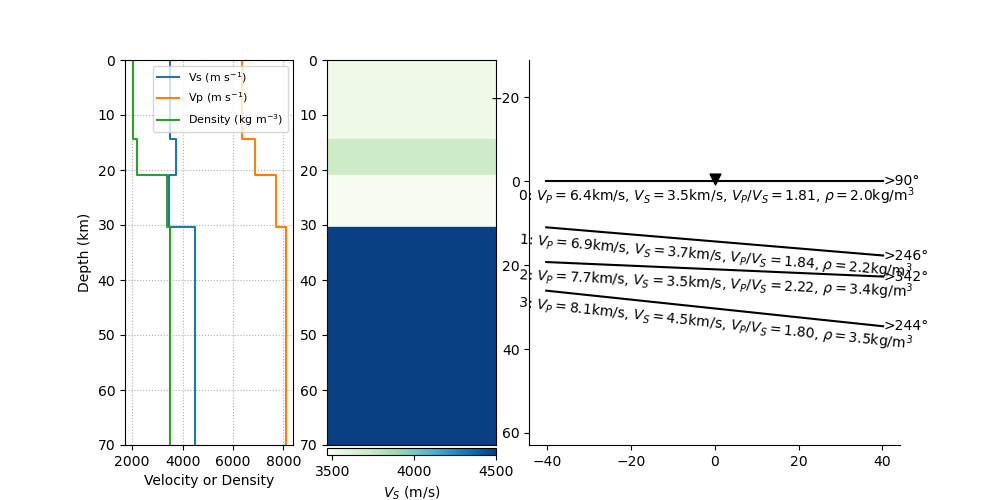 0
10
20
30
40
50
60
70
Depth (km)
2000 4000 6000 8000
Velocity or Density
Vs (m s⁻¹)
Vp (m s⁻¹)
Density (kg m⁻³)
0
10
20
30
40
50
60
70
3500 4000 4500
V_S (m/s)
−20
0
20
40
60
−40 −20 0 20 40
>90°
0: V_P = 6.4km/s, V_S = 3.5km/s, V_P/V_S = 1.81, ρ = 2.0kg/m³
>246°
1: V_P = 6.9km/s, V_S = 3.7km/s, V_P/V_S = 1.84, ρ = 2.2kg/m³
>342°
2: V_P = 7.7km/s, V_S = 3.5km/s, V_P/V_S = 2.22, ρ = 3.4kg/m³
>244°
3: V_P = 8.1km/s, V_S = 4.5km/s, V_P/V_S = 1.80, ρ = 3.5kg/m³